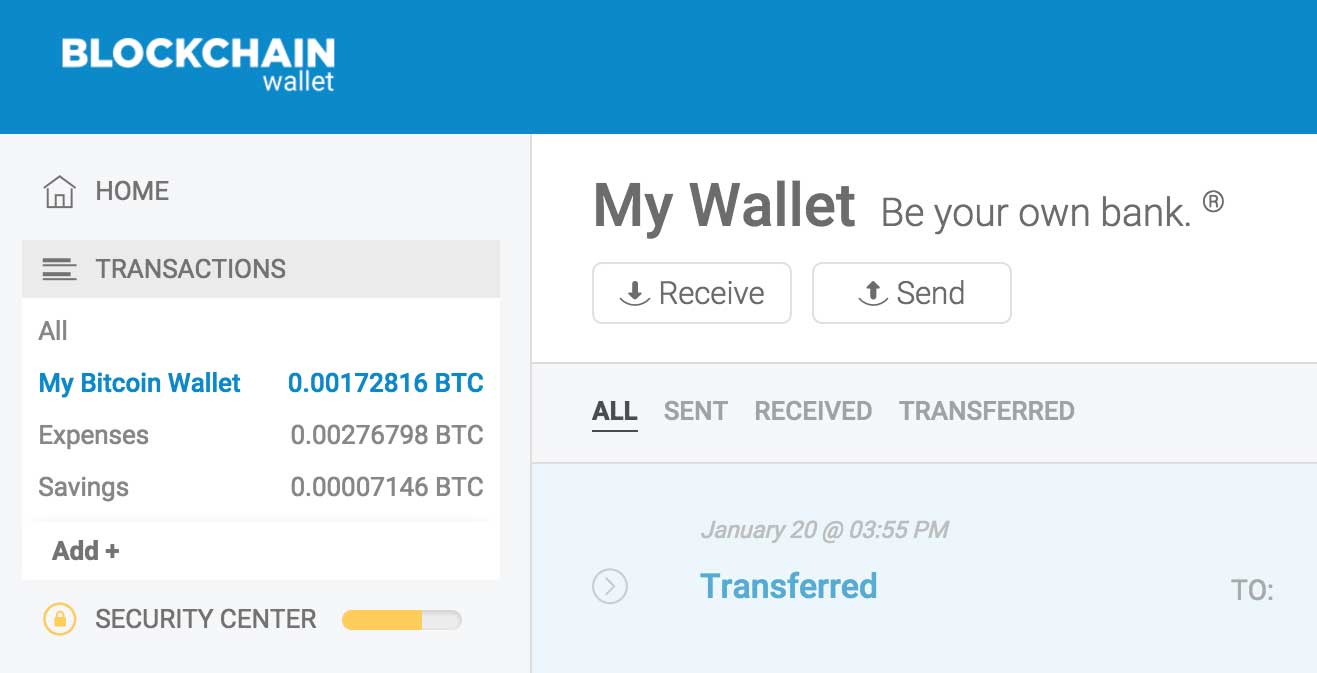 BLOCKCHAIN
wallet
HOME
TRANSACTIONS
All
My Bitcoin Wallet 0.00172816 BTC
Expenses 0.00276798 BTC
Savings 0.00007146 BTC
Add +
SECURITY CENTER
My Wallet Be your own bank. ®
Receive Send
ALL SENT RECEIVED TRANSFERRED
January 20 @ 03:55 PM
Transferred TO: